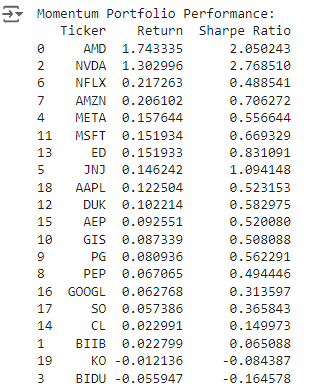 Momentum Portfolio Performance:
Ticker Return Sharpe Ratio
0 AMD 1.743335 2.050243
2 NVDA 1.302996 2.768510
6 NFLX 0.217263 0.488541
7 AMZN 0.206102 0.706272
4 META 0.157644 0.556644
11 MSFT 0.151934 0.669329
13 ED 0.151933 0.831091
5 JNJ 0.146242 1.094148
18 AAPL 0.122504 0.523153
12 DUK 0.102214 0.582975
15 AEP 0.092551 0.520080
10 GIS 0.087339 0.508088
9 PG 0.080936 0.562291
8 PEP 0.067065 0.494446
16 GOOGL 0.062768 0.313597
17 SO 0.057386 0.365843
14 CL 0.022991 0.149973
1 BIIB 0.022799 0.065088
19 KO -0.012136 -0.084387
3 BIDU -0.055947 -0.164578